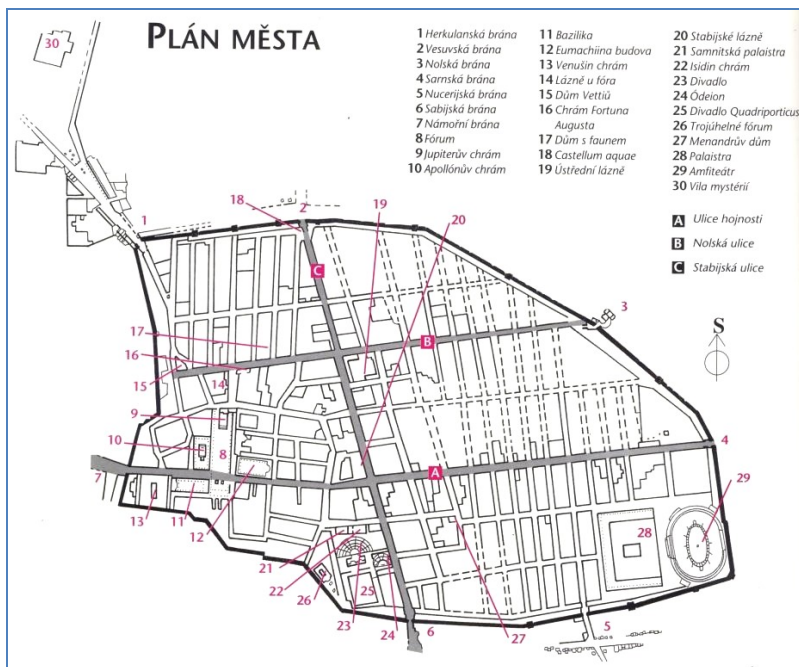 PLÁN MĚSTA
1 Herkulanská brána
2 Vesuvská brána
3 Nolská brána
4 Sarnská brána
5 Nucerijská brána
6 Sabijská brána
7 Námořní brána
8 Fórum
9 Jupiterův chrám
10 Apollónův chrám
11 Bazilika
12 Eumachiina budova
13 Venušin chrám
14 Lázně u fóra
15 Dům Vettiů
16 Chrám Fortuna
Augusta
17 Dům s faunem
18 Castellum aquae
19 Ústřední lázně
20 Stabijské lázně
21 Samnitská palaistra
22 Isidin chrám
23 Divadlo
24 Ódeion
25 Divadlo Quadriporticus
26 Trojúhelné fórum
27 Menandrův dům
28 Palaistra
29 Amfiteátr
30 Vila mystérií
A Ulice hojnosti
B Nolská ulice
C Stabijská ulice
30
1
18
2
19
20
C
3
S
17
B
16
15
14
9
10
8
4
7
A
29
13
11
12
28
21
22
25
26
23
24
6
27
5